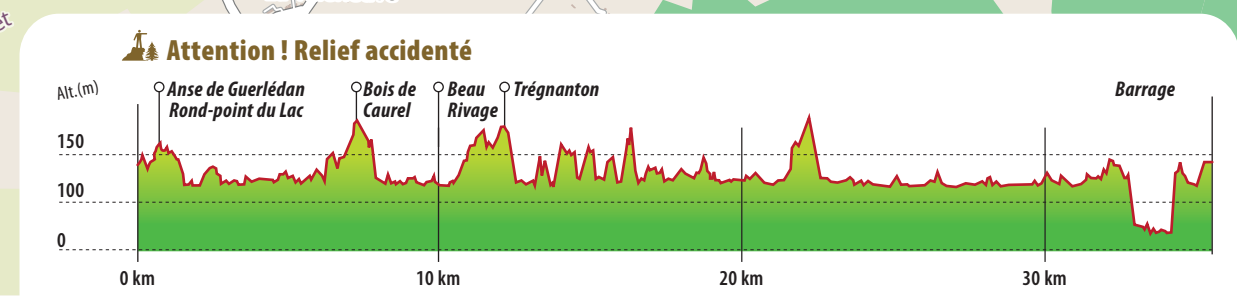 et
Attention ! Relief accidenté
Alt.(m)
Anse de Guerlédan
Rond-point du Lac
Bois de
Caurel
Beau
Rivage
Trégnanton
Barrage
150
100
0
0 km
10 km
20 km
30 km